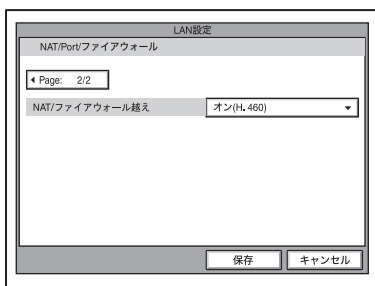 LAN設定
NAT/Port/ファイアウォール
Page: 2/2
NAT/ファイアウォール越え オン(H.460)
保存 キャンセル